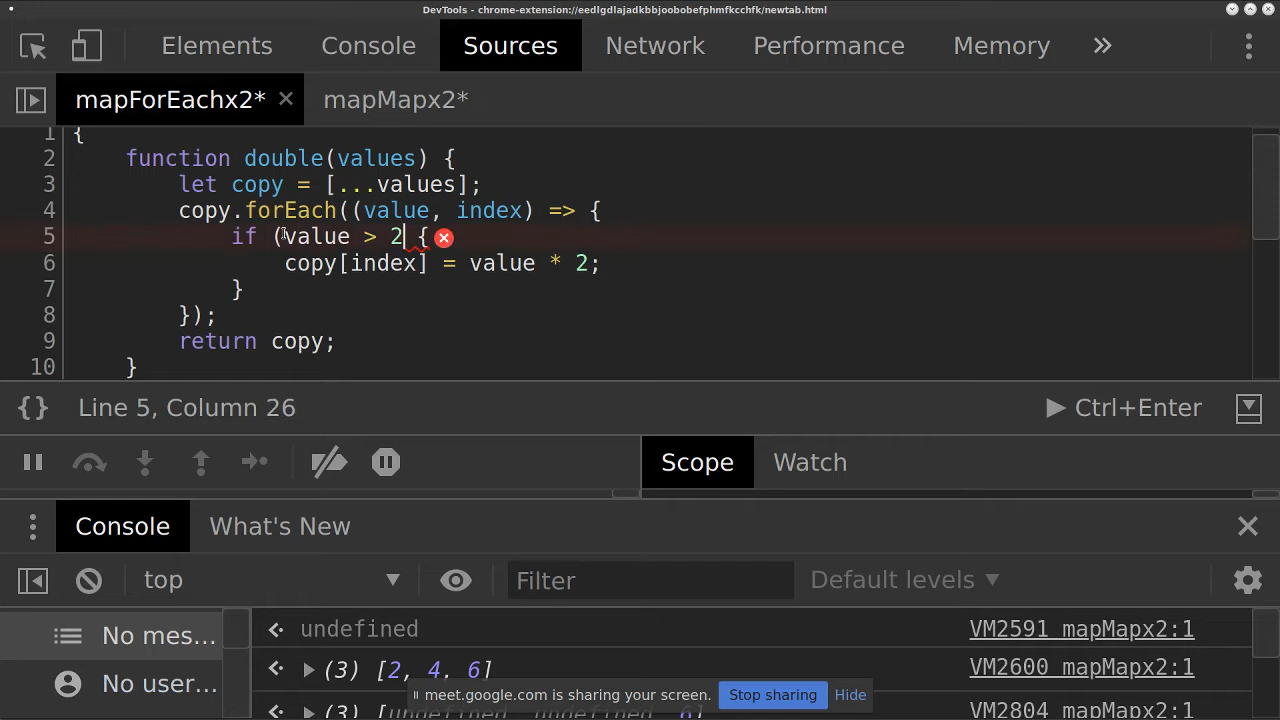 DevTools - chrome-extension://eedlgdlajadkbbjoobobefphmfkcchfk/newtab.html
Elements Console Sources Network Performance Memory »
mapForEachx2* × mapMapx2*
1 {
2 function double(values) {
3 let copy = [...values];
4 copy.forEach((value, index) => {
5 if (value > 2 {
6 copy[index] = value * 2;
7 }
8 });
9 return copy;
10 }
{} Line 5, Column 26 Ctrl+Enter
Scope Watch
Console What's New
top Filter Default levels
No mes... undefined VM2591 mapMapx2:1
(3) [2, 4, 6] VM2600 mapMapx2:1
No user... meet.google.com is sharing your screen. Stop sharing Hide
(3) [undefined, undefined, 6] VM2804 mapMapx2:1